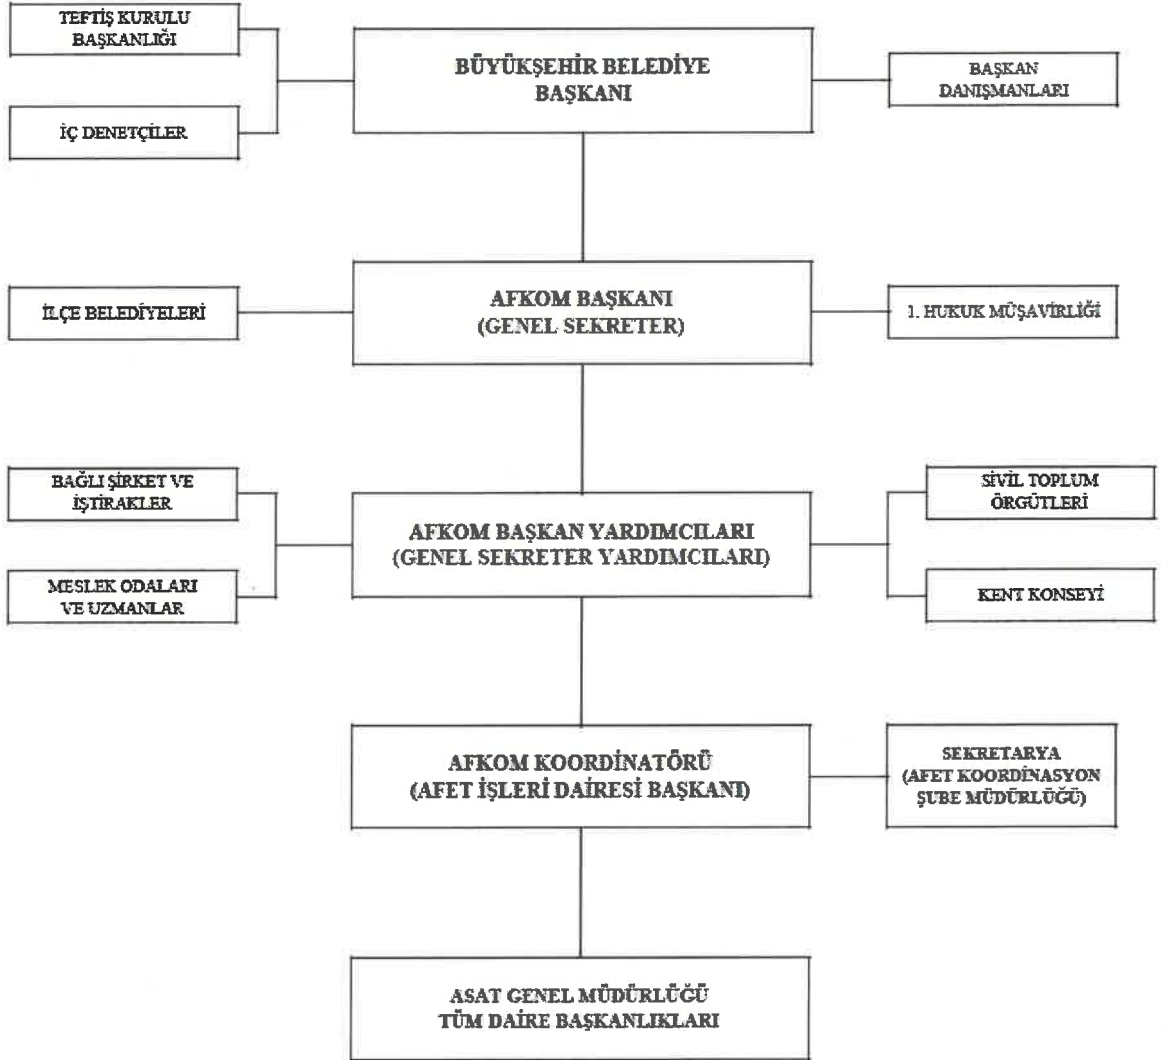 TEFTİŞ KURULU
BAŞKANLIĞI
BÜYÜKŞEHİR BELEDİYE
BAŞKANI
BAŞKAN
DANIŞMANLARI
İÇ DENETÇİLER
İLÇE BELEDİYELERİ
AFKOM BAŞKANI
(GENEL SEKRETER)
1. HUKUK MÜŞAVİRLİĞİ
BAĞLI ŞİRKET VE
İŞTİRAKLER
AFKOM BAŞKAN YARDIMCILARI
(GENEL SEKRETER YARDIMCILARI)
SİVİL TOPLUM
ÖRGÜTLERİ
MESLEK ODALARI
VE UZMANLAR
KENT KONSEYİ
AFKOM KOORDİNATÖRÜ
(AFET İŞLERİ DAİRESİ BAŞKANI)
SEKRETARYA
(AFET KOORDİNASYON
ŞUBE MÜDÜRLÜĞÜ)
ASAT GENEL MÜDÜRLÜĞÜ
TÜM DAİRE BAŞKANLIKLARI